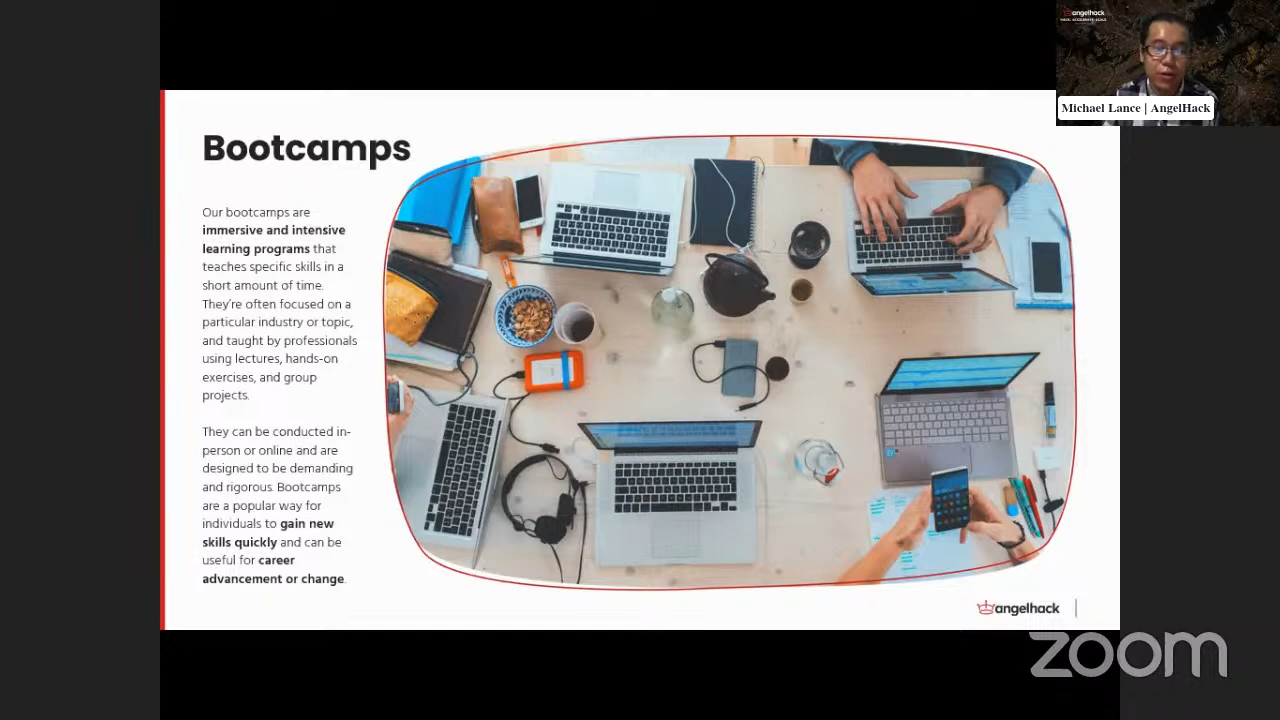 angelhack
Michael Lance | AngelHack
Bootcamps
Our bootcamps are
immersive and intensive
learning programs that
teaches specific skills in a
short amount of time.
They're often focused on a
particular industry or topic,
and taught by professionals
using lectures, hands-on
exercises, and group
projects.
They can be conducted in-
person or online and are
designed to be demanding
and rigorous. Bootcamps
are a popular way for
individuals to gain new
skills quickly and can be
useful for career
advancement or change.
angelhack
zoom